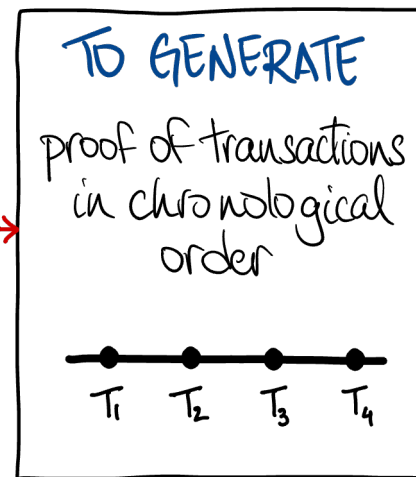 TO GENERATE
proof of transactions
in chronological
order
T1 T2 T3 T4